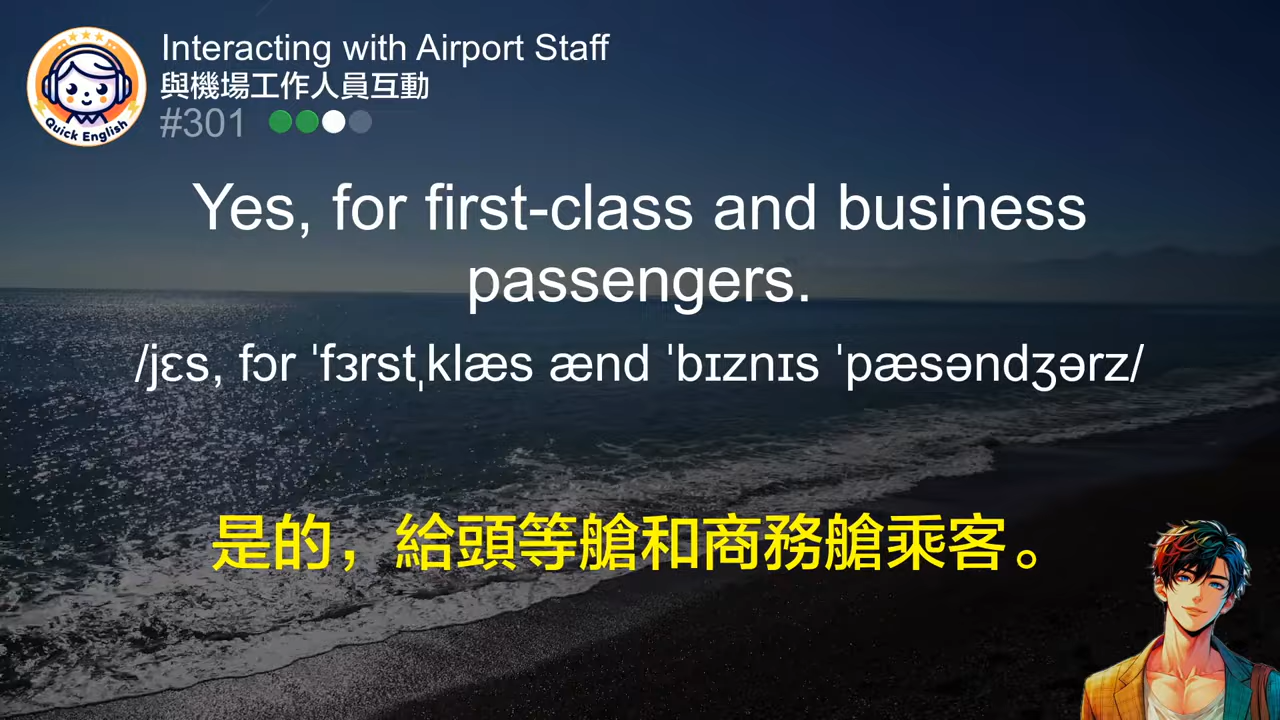 Quick English
Interacting with Airport Staff
與機場工作人員互動
#301
Yes, for first-class and business
passengers.
/jɛs, fɔr ˈfɜrstˌklæs ænd ˈbɪznɪs ˈpæsəndʒərz/
是的，給頭等艙和商務艙乘客。